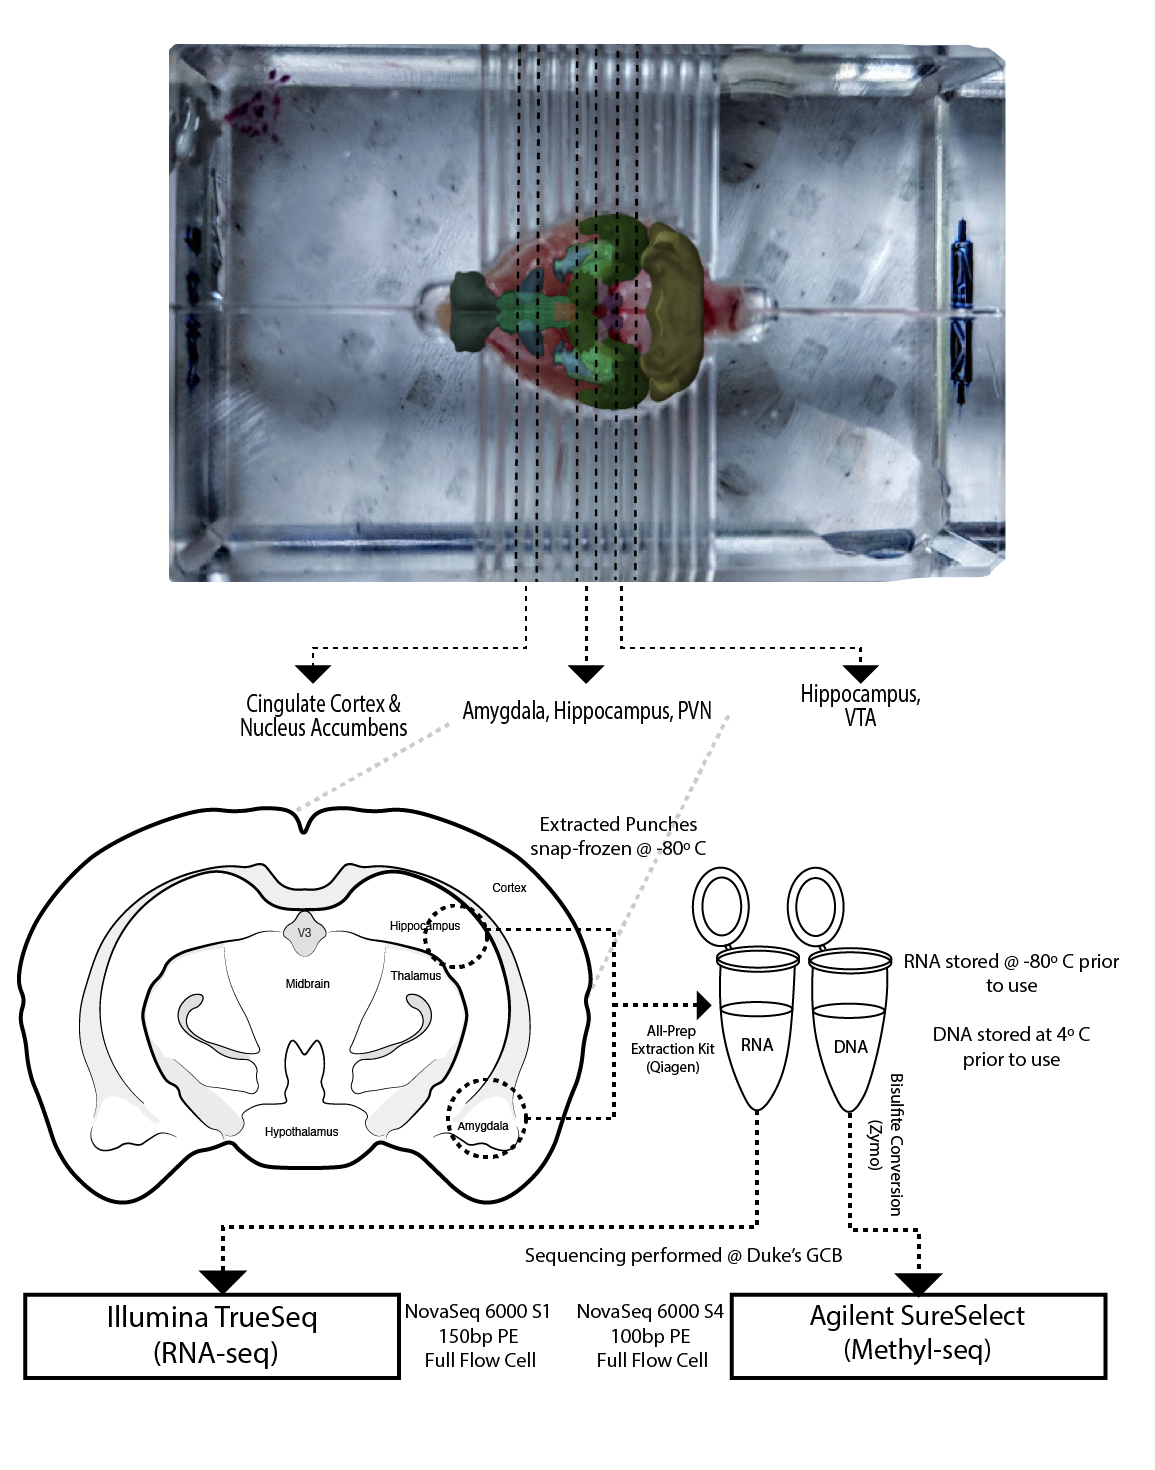 Cingulate Cortex &
Nucleus Accumbens
Amygdala, Hippocampus, PVN
Hippocampus,
VTA
Extracted Punches
snap-frozen @ -80º C
Cortex
Hippocampus
V3
Thalamus
Midbrain
Amygdala
Hypothalamus
All-Prep
Extraction Kit
(Qiagen)
RNA
DNA
RNA stored @ -80º C prior
to use
DNA stored at 4º C
prior to use
Bisulfite Conversion
(Zymo)
Sequencing performed @ Duke's GCB
Illumina TrueSeq
(RNA-seq)
NovaSeq 6000 S1
150bp PE
Full Flow Cell
NovaSeq 6000 S4
100bp PE
Full Flow Cell
Agilent SureSelect
(Methyl-seq)